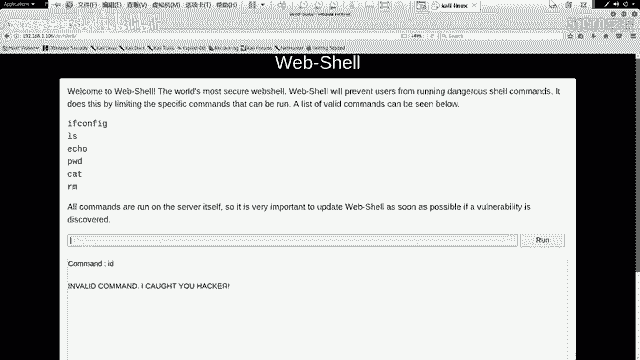 Applications
kali-linux
Web-Shell
Welcome to Web-Shell! The world's most secure webshell. Web-Shell will prevent users from running dangerous shell commands. It
does this by limiting the specific commands that can be run. A list of valid commands can be seen below.
ifconfig
ls
echo
pwd
cat
rm
All commands are run on the server itself, so it is very important to update Web-Shell as soon as possible if a vulnerability is
discovered.
Run
Command : id
INVALID COMMAND. I CAUGHT YOU HACKER!